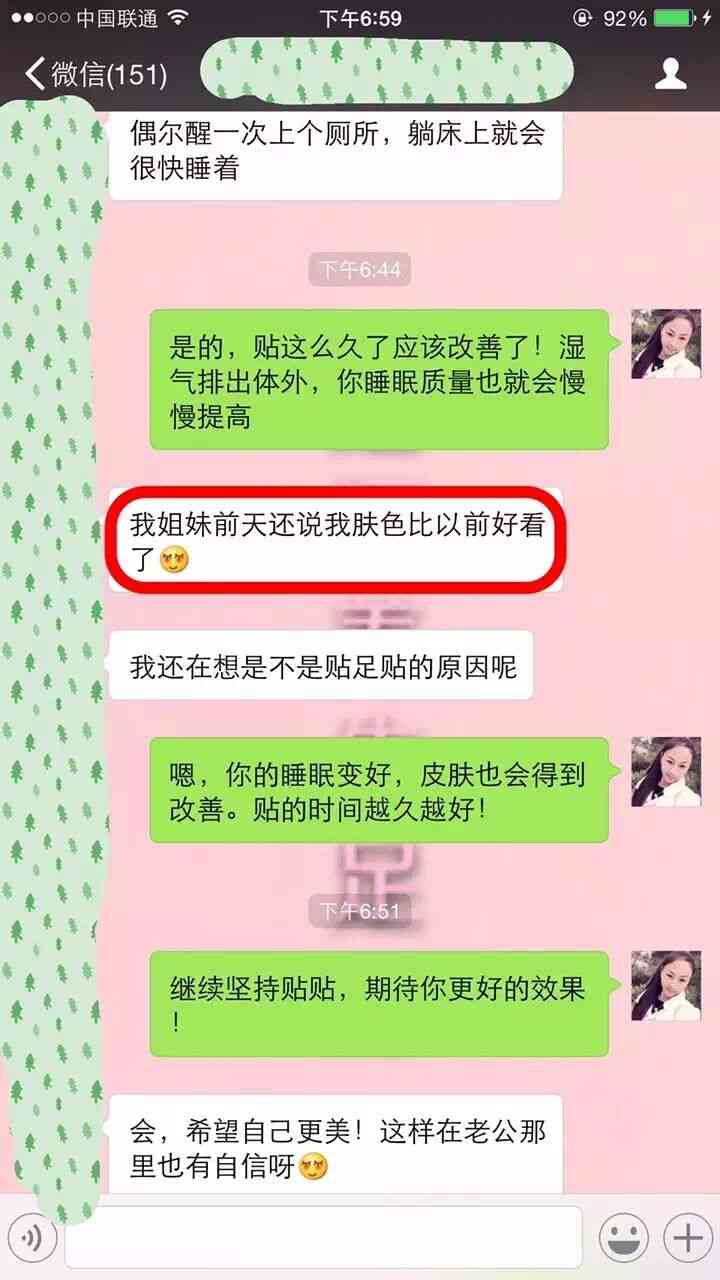 中国联通
下午6:59
92%
微信(151)
偶尔醒一次上个厕所，躺床上就会
很快睡着
下午6:44
是的，贴这么久了应该改善了！湿
气排出体外，你睡眠质量也就会慢
慢提高
我姐妹前天还说我肤色比以前好看
了
我还在想是不是贴足贴的原因呢
嗯，你的睡眠变好，皮肤也会得到
改善。贴的时间越久越好！
足
下午6:51
继续坚持贴贴，期待你更好的效果
！
会，希望自己更美！这样在老公那
里也有自信呀